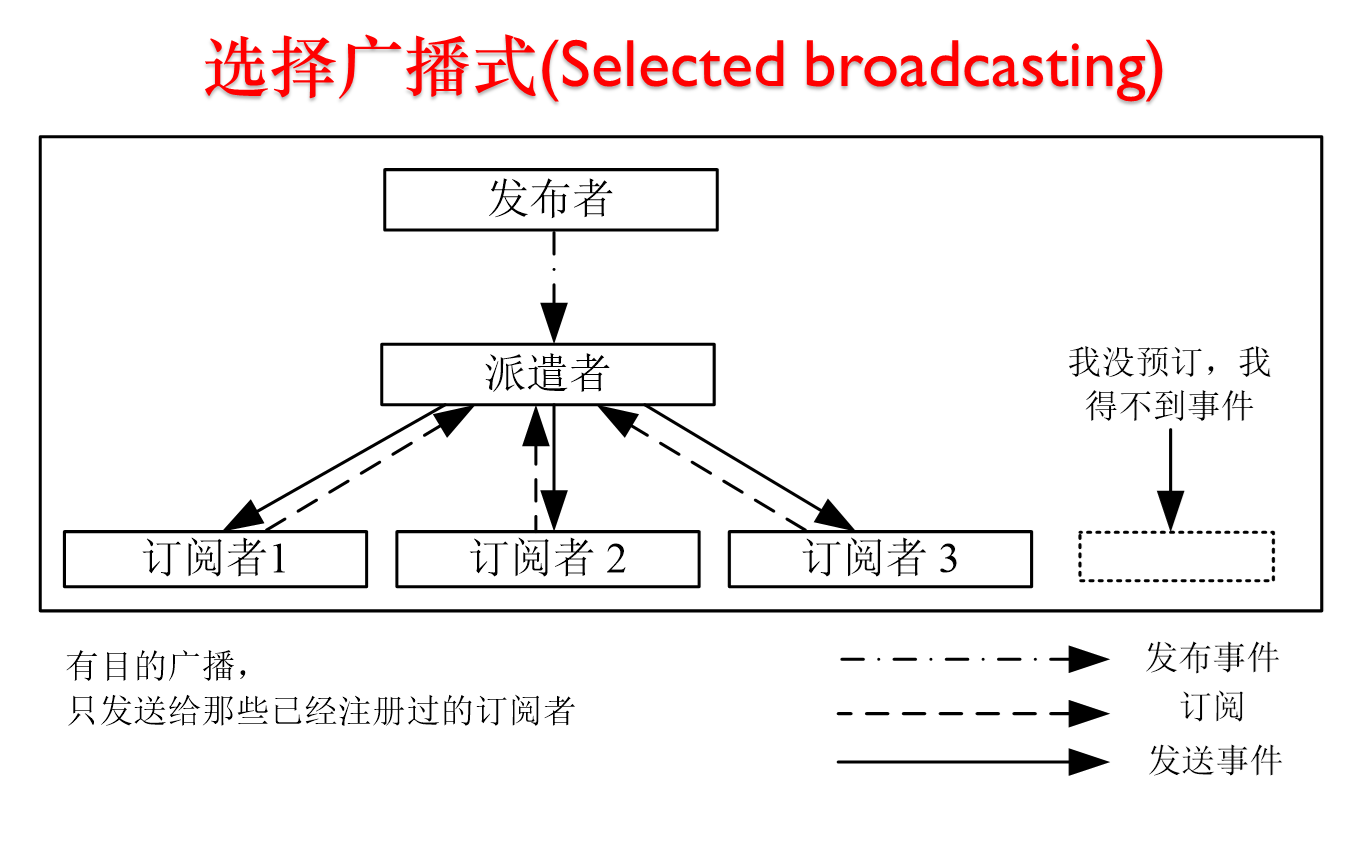 选择广播式(Selected broadcasting)
发布者
派遣者
我没预订，我
得不到事件
订阅者1
订阅者 2
订阅者 3
有目的广播，
只发送给那些已经注册过的订阅者
发布事件
订阅
发送事件